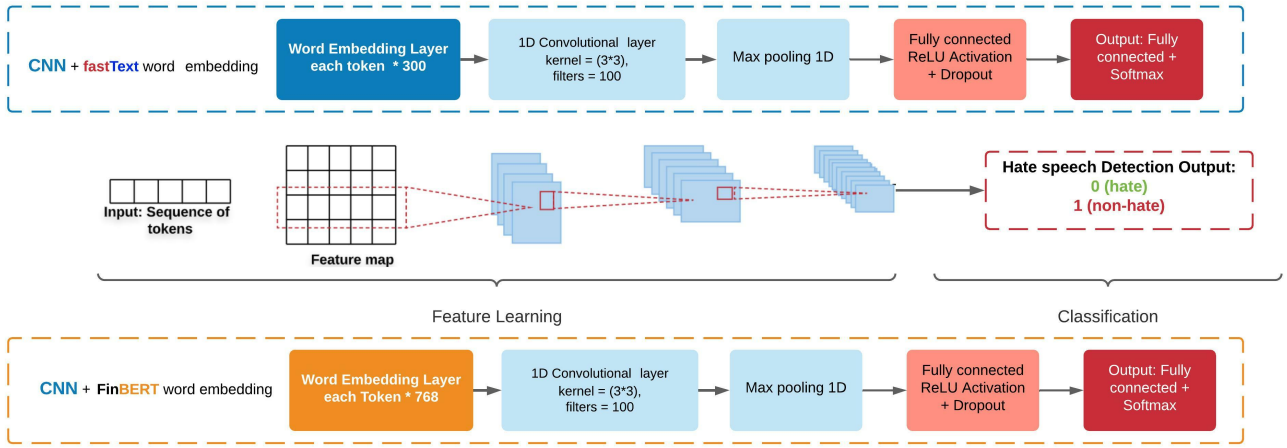 CNN + fastText word embedding
Word Embedding Layer
each token * 300
1D Convolutional layer
kernel = (3*3),
filters = 100
Max pooling 1D
Fully connected
ReLU Activation
+ Dropout
Output: Fully
connected +
Softmax
Input: Sequence of
tokens
Feature map
Hate speech Detection Output:
0 (hate)
1 (non-hate)
Feature Learning
Classification
CNN + FinBERT word embedding
Word Embedding Layer
each Token * 768
1D Convolutional layer
kernel = (3*3),
filters = 100
Max pooling 1D
Fully connected
ReLU Activation
+ Dropout
Output: Fully
connected +
Softmax